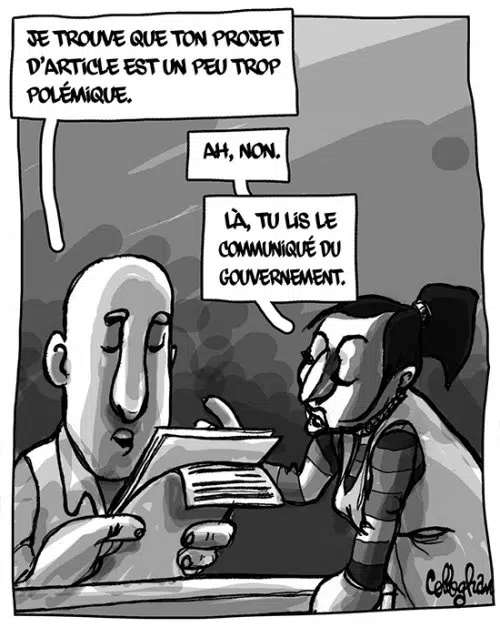 JE TROUVE QUE TON PROJET
D'ARTICLE EST UN PEU TROP
POLÉMIQUE.
AH, NON.
LÀ, TU LIS LE
COMMUNIQUÉ DU
GOUVERNEMENT.